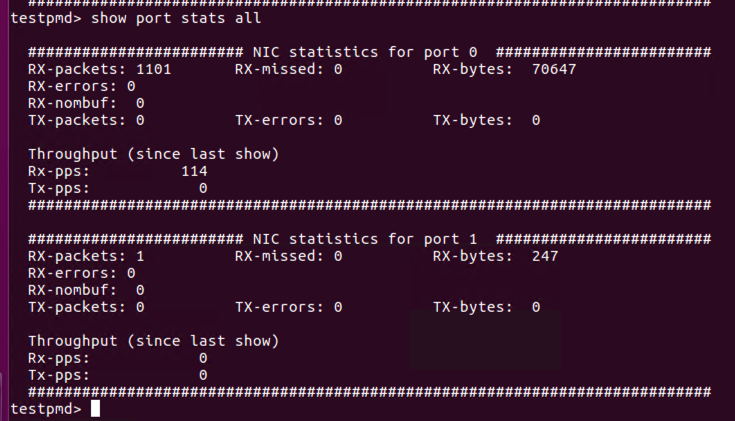 ################################################################################
testpmd> show port stats all
######################## NIC statistics for port 0 ########################
RX-packets: 1101 RX-missed: 0 RX-bytes: 70647
RX-errors: 0
RX-nombuf: 0
TX-packets: 0 TX-errors: 0 TX-bytes: 0
Throughput (since last show)
Rx-pps: 114
Tx-pps: 0
############################################################################
######################## NIC statistics for port 1 ########################
RX-packets: 1 RX-missed: 0 RX-bytes: 247
RX-errors: 0
RX-nombuf: 0
TX-packets: 0 TX-errors: 0 TX-bytes: 0
Throughput (since last show)
Rx-pps: 0
Tx-pps: 0
############################################################################
testpmd>